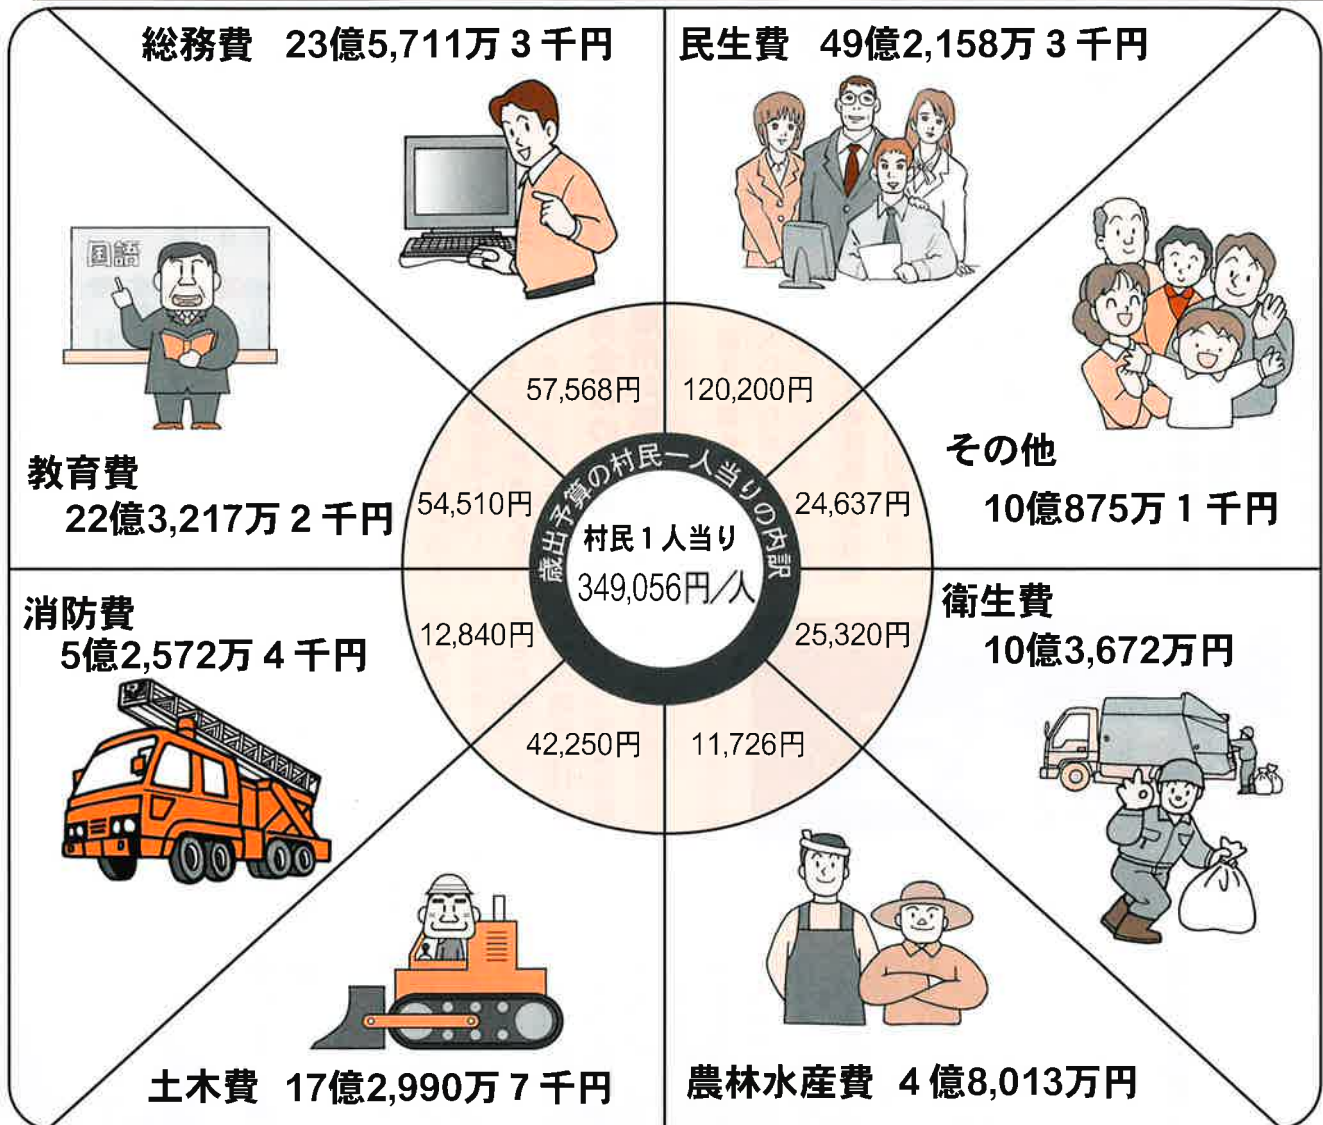 総務費 23億5,711万3千円
民生費 49億2,158万3千円
国語
57,568円
120,200円
教育費
22億3,217万2千円
54,510円
24,637円
その他
10億875万1千円
歳出予算の村民一人当りの内訳
村民1人当り
349,056円/人
消防費
5億2,572万4千円
12,840円
25,320円
衛生費
10億3,672万円
42,250円
11,726円
土木費 17億2,990万7千円
農林水産費 4億8,013万円